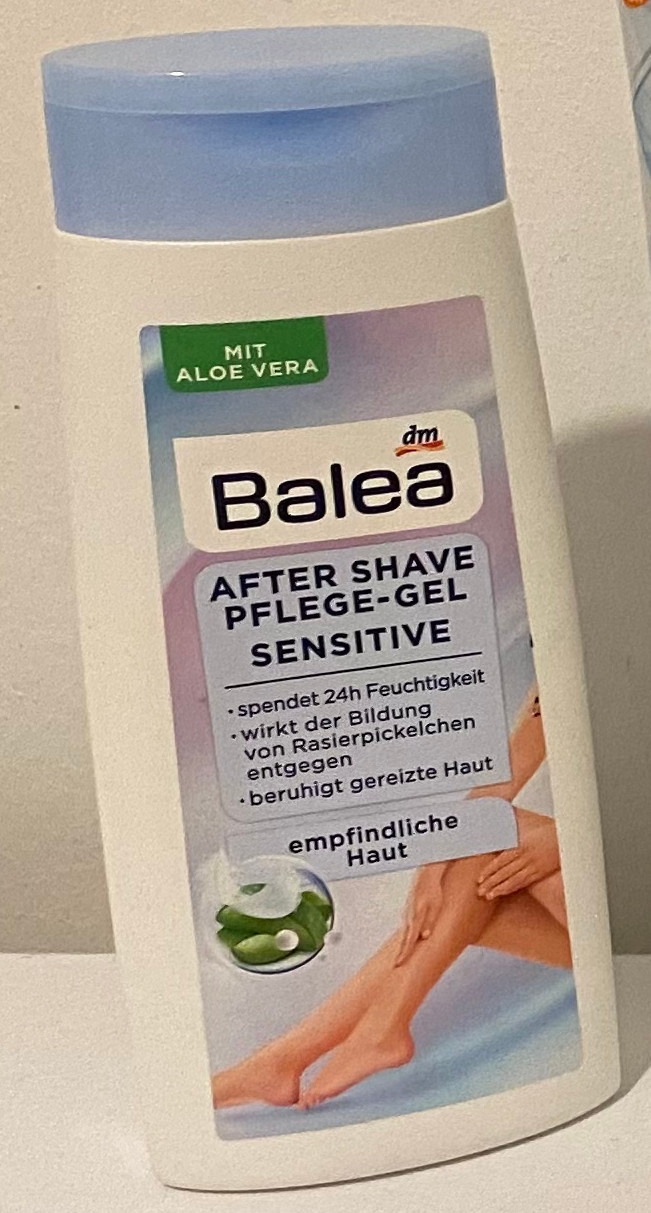 MIT
ALOE VERA
dm
Balea
AFTER SHAVE
PFLEGE-GEL
SENSITIVE
· spendet 24h Feuchtigkeit
· wirkt der Bildung
von Rasierpickelchen
entgegen
· beruhigt gereizte Haut
empfindliche
Haut